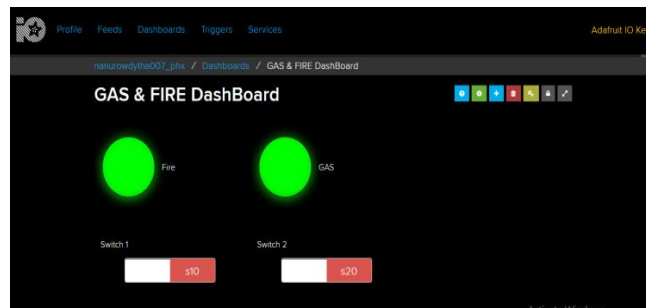 Profile Feeds Dashboards Triggers Services Adafruit IO Ke
nanurowdytha007_phx / Dashboards / GAS & FIRE DashBoard
GAS & FIRE DashBoard
Fire GAS
Switch 1 Switch 2
s10 s20